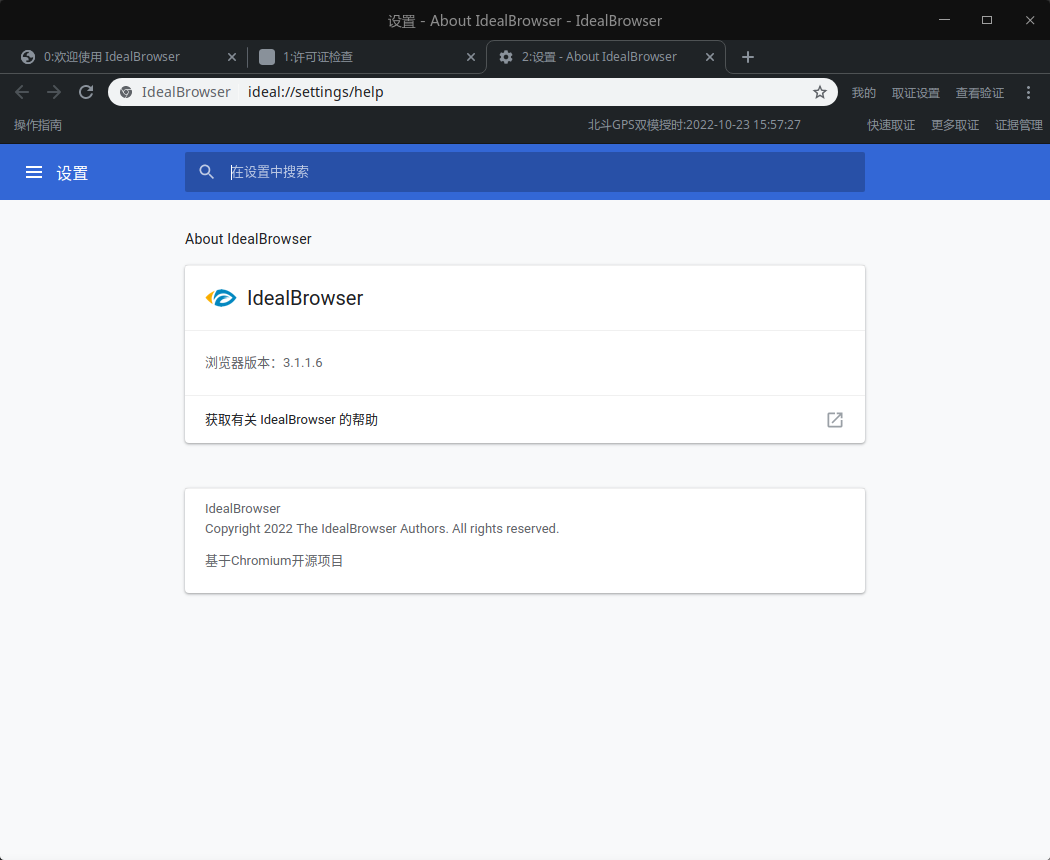 设置 - About IdealBrowser - IdealBrowser
0:欢迎使用 IdealBrowser
1:许可证检查
2:设置 - About IdealBrowser
IdealBrowser ideal://settings/help
我的 取证设置 查看验证
操作指南 北斗GPS双模授时:2022-10-23 15:57:27 快速取证 更多取证 证据管理
设置 在设置中搜索
About IdealBrowser
IdealBrowser
浏览器版本：3.1.1.6
获取有关 IdealBrowser 的帮助
IdealBrowser
Copyright 2022 The IdealBrowser Authors. All rights reserved.
基于Chromium开源项目